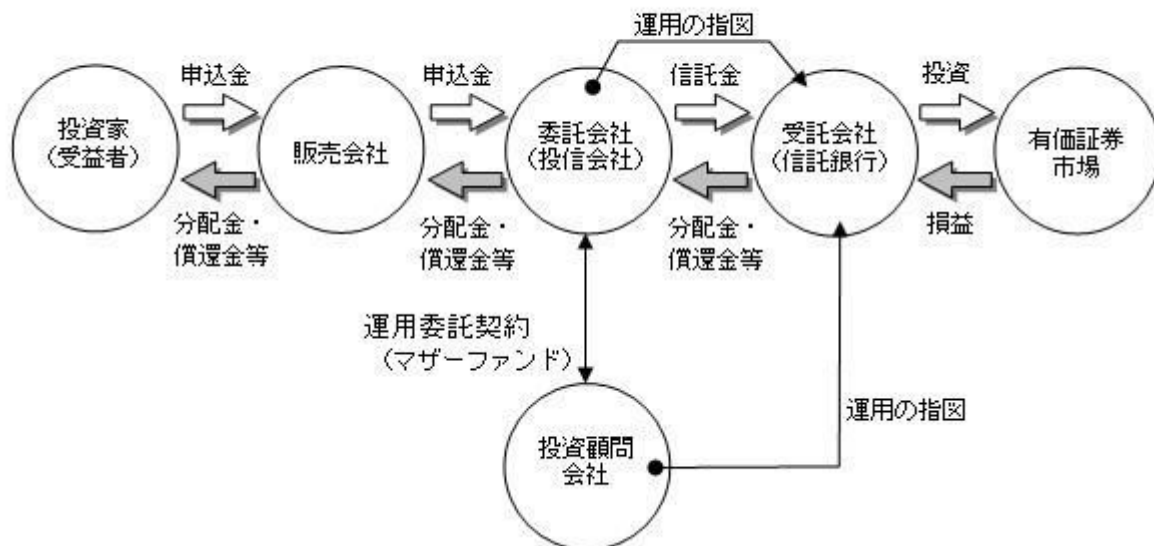 運用の指図
申込金
申込金
信託金
投資
投資家
（受益者）
販売会社
委託会社
（投信会社）
受託会社
（信託銀行）
有価証券
市場
分配金・
償還金等
分配金・
償還金等
分配金・
償還金等
損益
運用委託契約
（マザーファンド）
運用の指図
投資顧問
会社